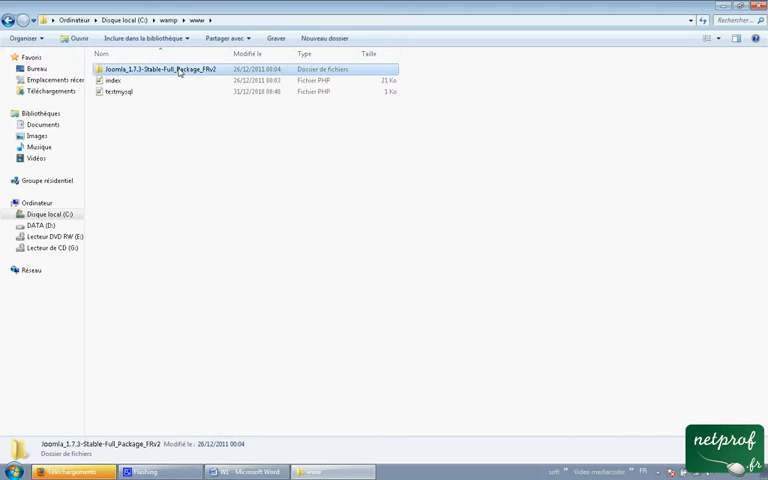 Ordinateur ▸ Disque local (C:) ▸ wamp ▸ www ▸
Rechercher...
Organiser Ouvrir Inclure dans la bibliothèque Partager avec Graver Nouveau dossier
Nom Modifié le Type Taille
Favoris
Bureau
Emplacements récen
Téléchargements
Bibliothèques
Documents
Images
Musique
Vidéos
Groupe résidentiel
Ordinateur
Disque local (C:)
DATA (D:)
Lecteur DVD RW (E:)
Lecteur de CD (G:)
Réseau
Joomla_1.7.3-Stable-Full_Package_FRv2 26/12/2011 00:04 Dossier de fichiers
index 26/12/2011 00:03 Fichier PHP 21 Ko
testmysql 31/12/2010 08:40 Fichier PHP 1 Ko
Joomla_1.7.3-Stable-Full_Package_FRv2 Modifié le : 26/12/2011 00:04
Dossier de fichiers
Téléchargements
W1 - Microsoft Word
www
soft » Video mediacoder » FR
netprof
.fr